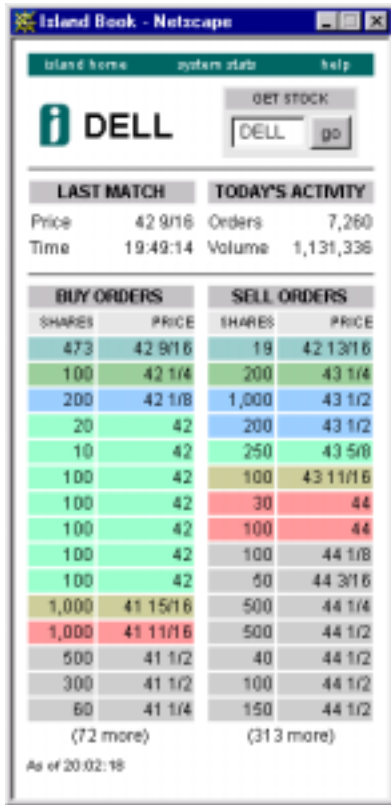 Island Book - Netscape
island home system stats help
GET STOCK
i DELL DELL go
LAST MATCH TODAY'S ACTIVITY
Price 42 9/16 Orders 7,260
Time 19:49:14 Volume 1,131,336
BUY ORDERS SELL ORDERS
SHARES PRICE SHARES PRICE
473 42 9/16 19 42 13/16
100 42 1/4 200 43 1/4
200 42 1/8 1,000 43 1/2
20 42 200 43 1/2
10 42 250 43 5/8
100 42 100 43 11/16
100 42 30 44
100 42 100 44
100 42 100 44 1/8
100 42 50 44 3/16
1,000 41 15/16 500 44 1/4
1,000 41 11/16 500 44 1/2
500 41 1/2 40 44 1/2
300 41 1/2 100 44 1/2
60 41 1/4 150 44 1/2
(72 more) (313 more)
As of 20:02:18